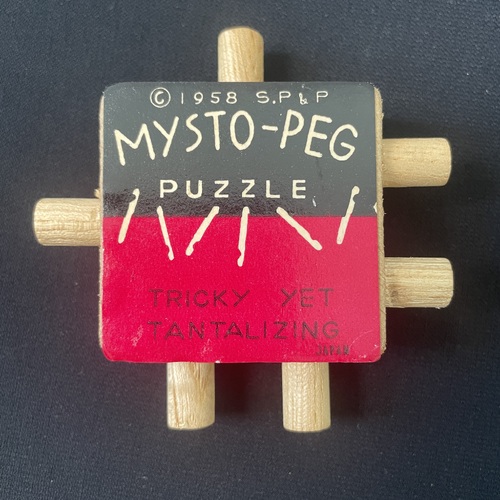 © 1958 S.P & P
MYSTO-PEG
PUZZLE
TRICKY YET
TANTALIZING
JAPAN